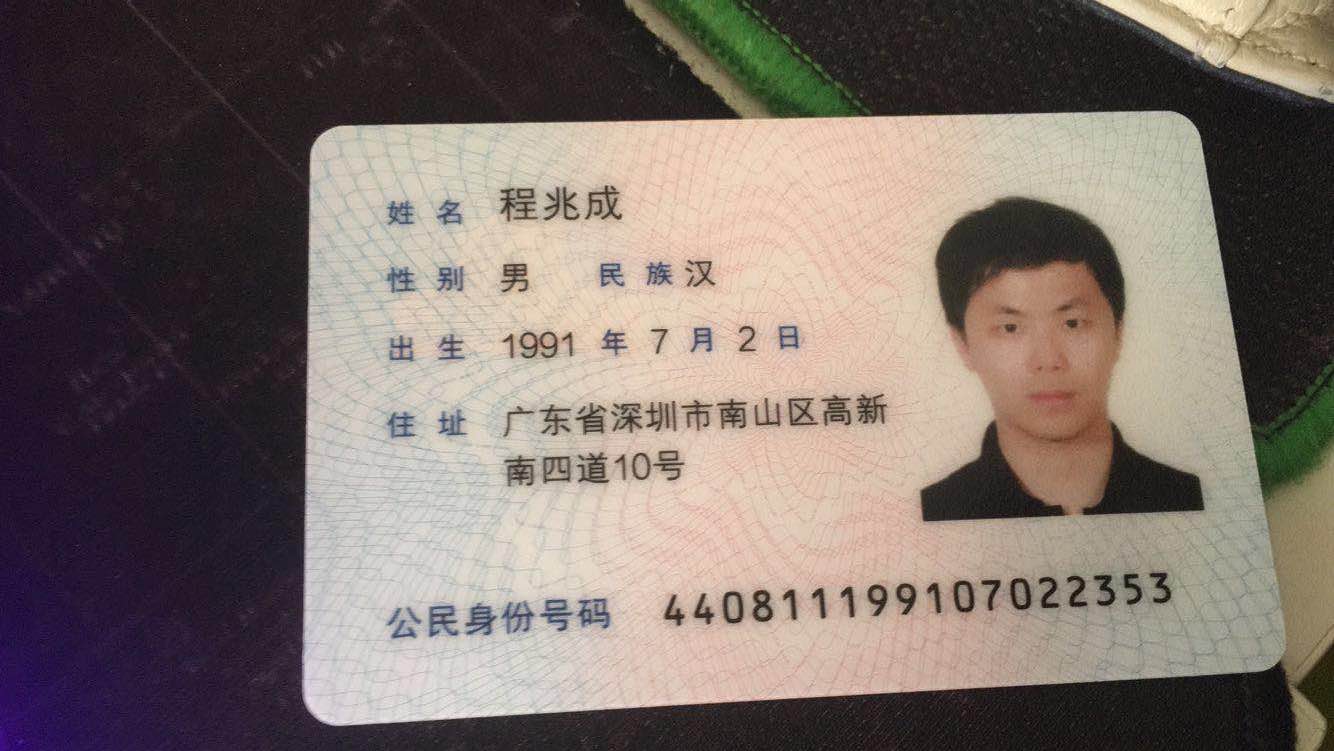 姓名 程兆成
性别 男 民族 汉
出生 1991 年 7 月 2 日
住址 广东省深圳市南山区高新
南四道10号
公民身份号码 440811199107022353